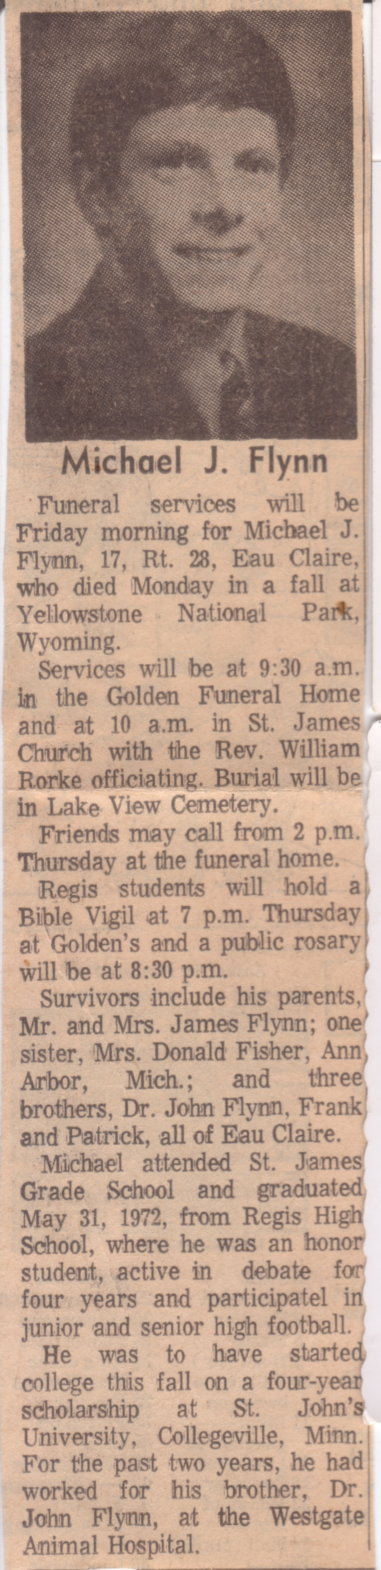 Michael J. Flynn
Funeral services will be
Friday morning for Michael J.
Flynn, 17, Rt. 28, Eau Claire,
who died Monday in a fall at
Yellowstone National Park,
Wyoming.
Services will be at 9:30 a.m.
in the Golden Funeral Home
and at 10 a.m. in St. James
Church with the Rev. William
Rorke officiating. Burial will be
in Lake View Cemetery.
Friends may call from 2 p.m.
Thursday at the funeral home.
Regis students will hold a
Bible Vigil at 7 p.m. Thursday
at Golden's and a public rosary
will be at 8:30 p.m.
Survivors include his parents,
Mr. and Mrs. James Flynn; one
sister, Mrs. Donald Fisher, Ann
Arbor, Mich.; and three
brothers, Dr. John Flynn, Frank
and Patrick, all of Eau Claire.
Michael attended St. James
Grade School and graduated
May 31, 1972, from Regis High
School, where he was an honor
student, active in debate for
four years and participatel in
junior and senior high football.
He was to have started
college this fall on a four-year
scholarship at St. John's
University, Collegeville, Minn.
For the past two years, he had
worked for his brother, Dr.
John Flynn, at the Westgate
Animal Hospital.